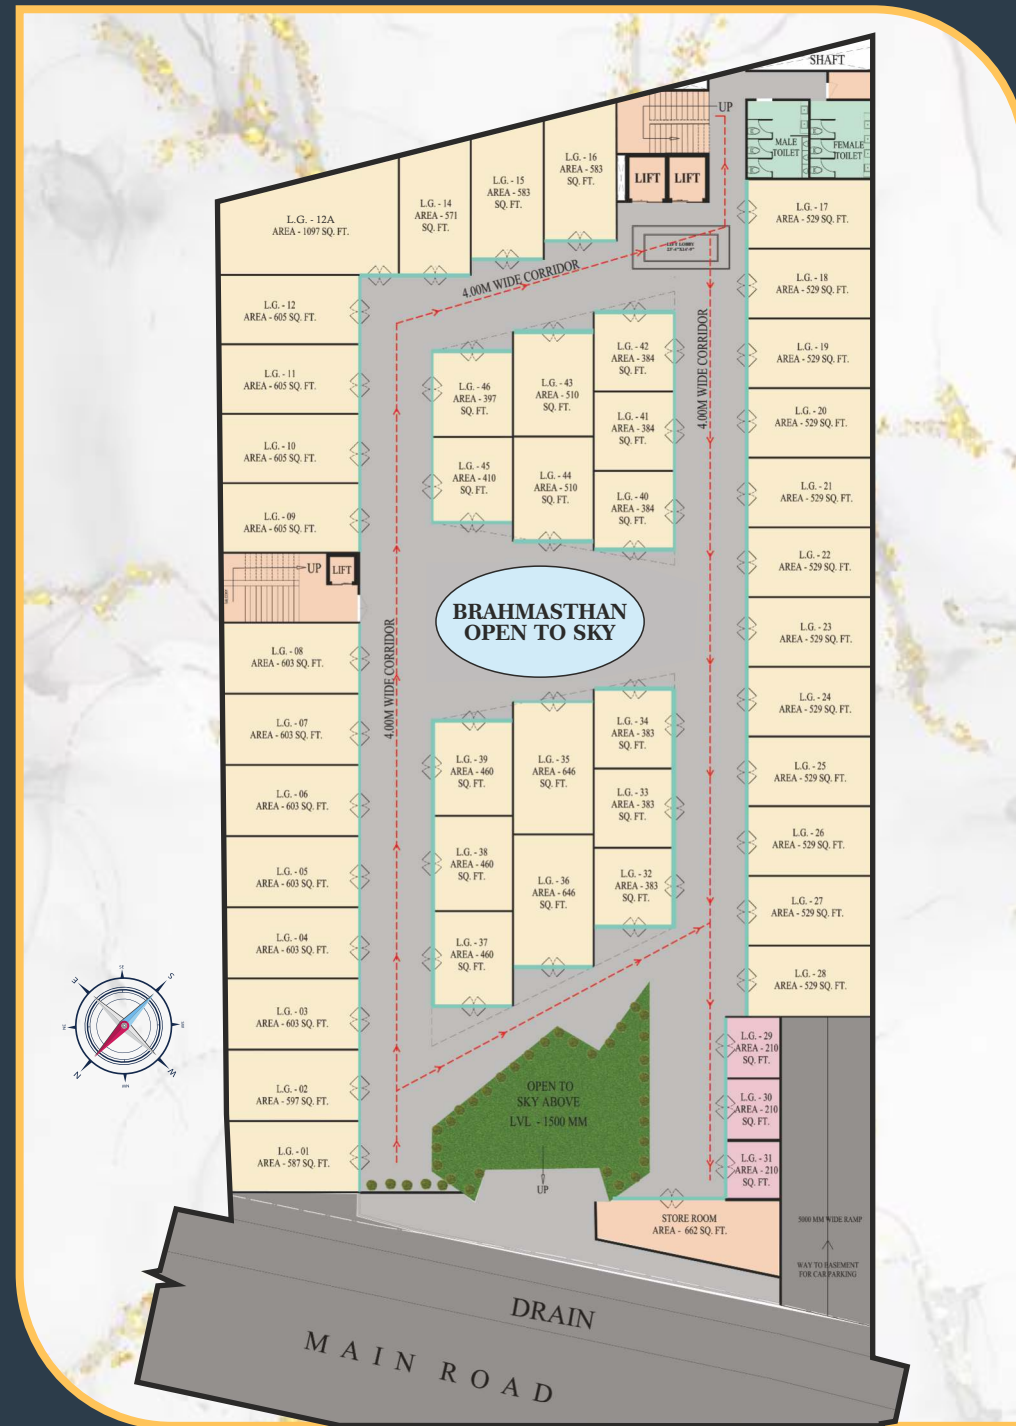 SHAFT
UP
MALE
TOILET
FEMALE
TOILET
LIFT
LIFT
L.G. - 16
AREA - 583
SQ. FT.
L.G. - 15
AREA - 583
SQ. FT.
L.G. - 14
AREA - 571
SQ. FT.
L.G. - 12A
AREA - 1097 SQ. FT.
LIFT LOBBY
4.00M WIDE CORRIDOR
L.G. - 12
AREA - 605 SQ. FT.
L.G. - 11
AREA - 605 SQ. FT.
L.G. - 10
AREA - 605 SQ. FT.
L.G. - 09
AREA - 605 SQ. FT.
UP
LIFT
L.G. - 08
AREA - 603 SQ. FT.
L.G. - 07
AREA - 603 SQ. FT.
L.G. - 06
AREA - 603 SQ. FT.
L.G. - 05
AREA - 603 SQ. FT.
L.G. - 04
AREA - 603 SQ. FT.
L.G. - 03
AREA - 603 SQ. FT.
L.G. - 02
AREA - 597 SQ. FT.
L.G. - 01
AREA - 587 SQ. FT.
4.00M WIDE CORRIDOR
L.G. - 46
AREA - 397
SQ. FT.
L.G. - 43
AREA - 510
SQ. FT.
L.G. - 42
AREA - 384
SQ. FT.
L.G. - 41
AREA - 384
SQ. FT.
L.G. - 45
AREA - 410
SQ. FT.
L.G. - 44
AREA - 510
SQ. FT.
L.G. - 40
AREA - 384
SQ. FT.
4.00M WIDE CORRIDOR
BRAHMASTHAN
OPEN TO SKY
L.G. - 39
AREA - 460
SQ. FT.
L.G. - 35
AREA - 646
SQ. FT.
L.G. - 34
AREA - 383
SQ. FT.
L.G. - 33
AREA - 383
SQ. FT.
L.G. - 38
AREA - 460
SQ. FT.
L.G. - 36
AREA - 646
SQ. FT.
L.G. - 32
AREA - 383
SQ. FT.
L.G. - 37
AREA - 460
SQ. FT.
L.G. - 17
AREA - 529 SQ. FT.
L.G. - 18
AREA - 529 SQ. FT.
L.G. - 19
AREA - 529 SQ. FT.
L.G. - 20
AREA - 529 SQ. FT.
L.G. - 21
AREA - 529 SQ. FT.
L.G. - 22
AREA - 529 SQ. FT.
L.G. - 23
AREA - 529 SQ. FT.
L.G. - 24
AREA - 529 SQ. FT.
L.G. - 25
AREA - 529 SQ. FT.
L.G. - 26
AREA - 529 SQ. FT.
L.G. - 27
AREA - 529 SQ. FT.
L.G. - 28
AREA - 529 SQ. FT.
L.G. - 29
AREA - 210
SQ. FT.
L.G. - 30
AREA - 210
SQ. FT.
L.G. - 31
AREA - 210
SQ. FT.
OPEN TO
SKY ABOVE
LVL - 1500 MM
UP
STORE ROOM
AREA - 662 SQ. FT.
5000 MM WIDE RAMP
WAY TO BASEMENT
FOR CAR PARKING
S
E
N
W
DRAIN
MAIN ROAD